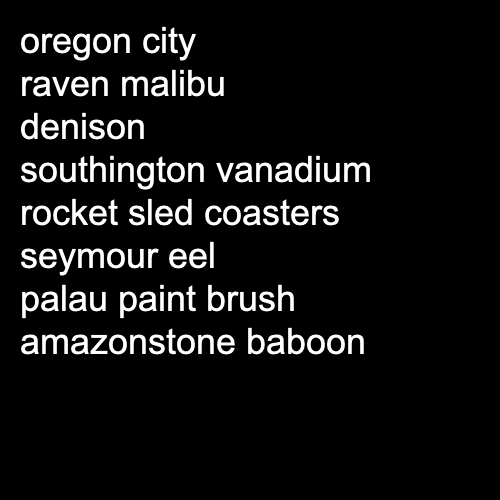 oregon city
raven malibu
denison
southington vanadium
rocket sled coasters
seymour eel
palau paint brush
amazonstone baboon